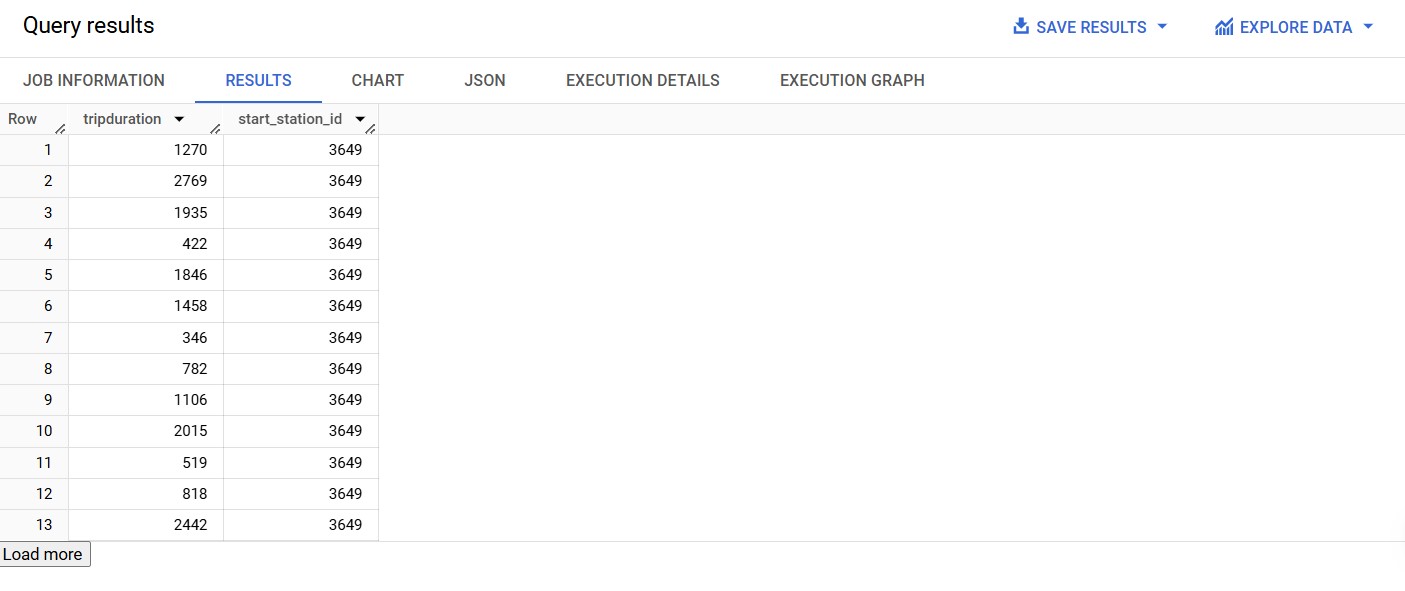 Query results SAVE RESULTS EXPLORE DATA
JOB INFORMATION RESULTS CHART JSON EXECUTION DETAILS EXECUTION GRAPH
Row tripduration start_station_id
1 1270 3649
2 2769 3649
3 1935 3649
4 422 3649
5 1846 3649
6 1458 3649
7 346 3649
8 782 3649
9 1106 3649
10 2015 3649
11 519 3649
12 818 3649
13 2442 3649
Load more